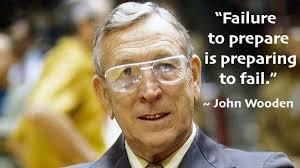 “Failure
to prepare
is preparing
to fail.”
~ John Wooden